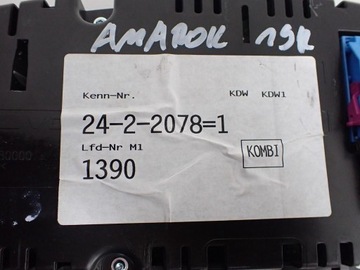 AMAROK 19R
Kenn-Nr. KDW KDW1
24-2-2078=1
Lfd-Nr M1
KOMBI
1390